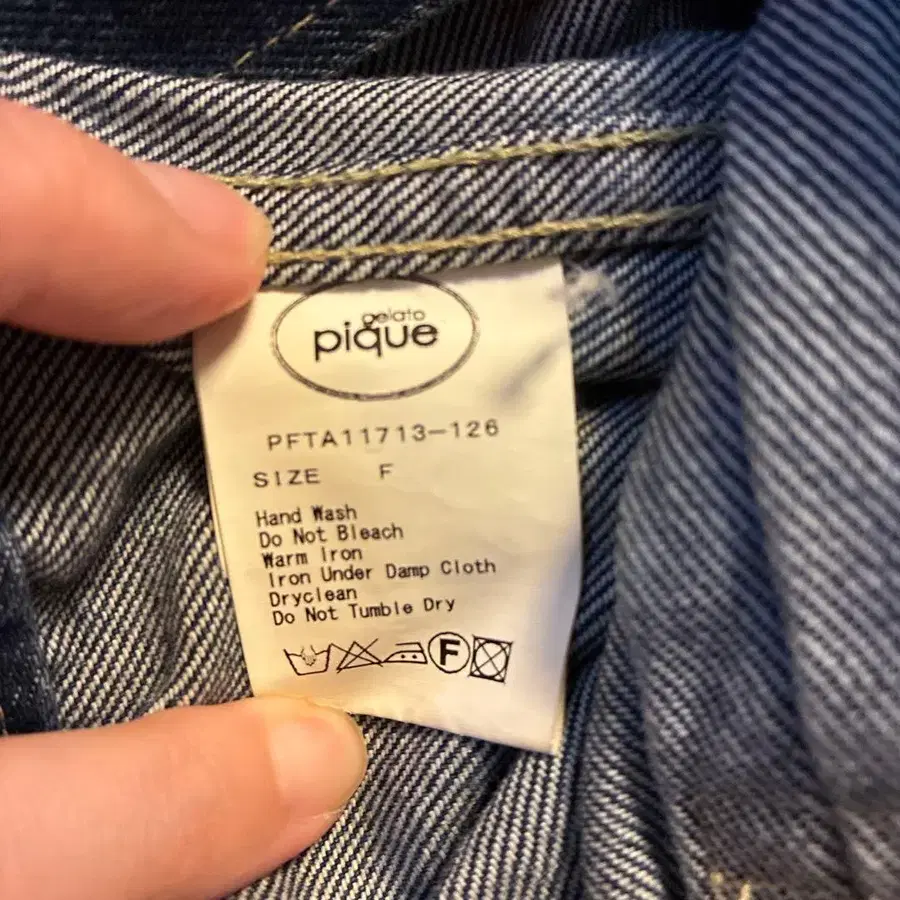 gelato
pique
PFTA11713-126
SIZE F
Hand Wash
Do Not Bleach
Warm Iron
Iron Under Damp Cloth
Dryclean
Do Not Tumble Dry
F